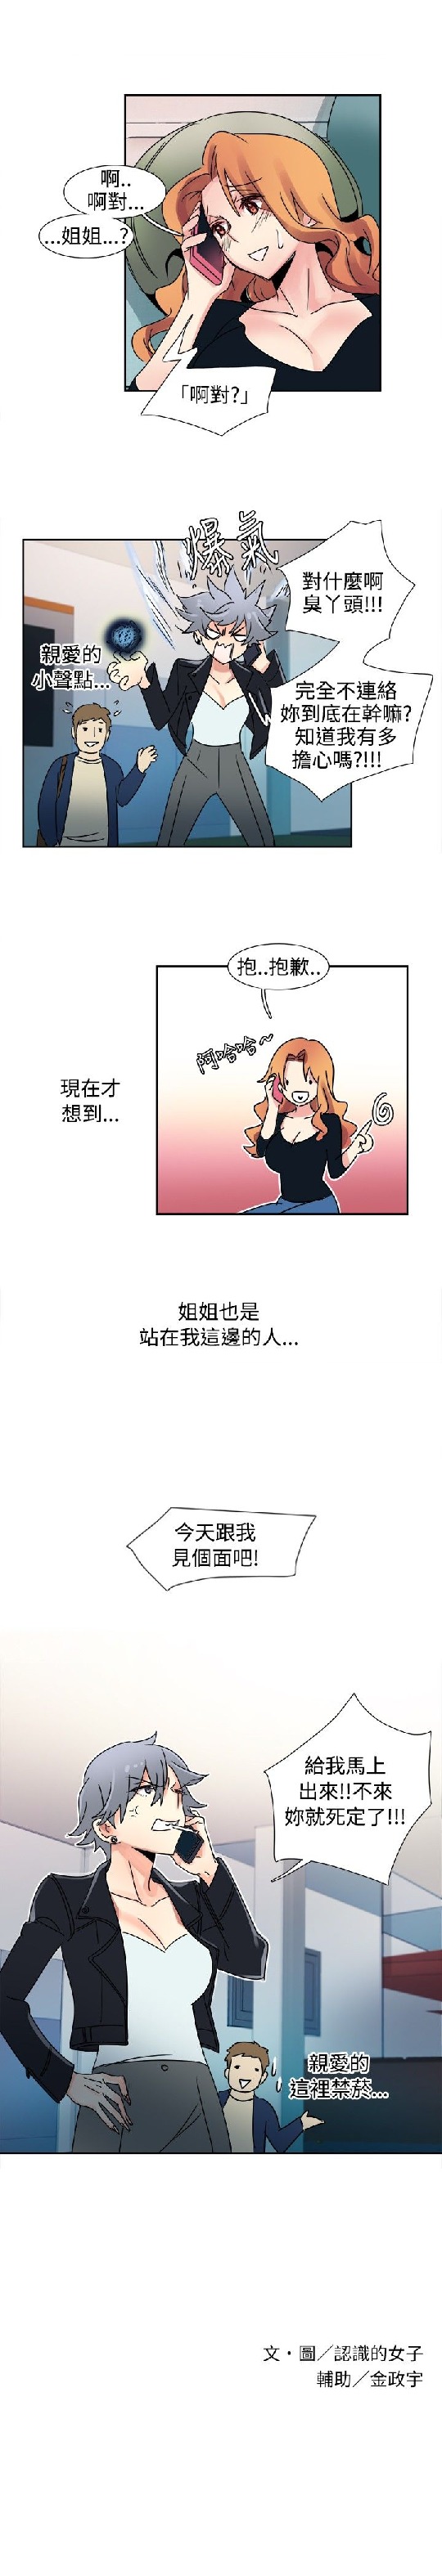 啊..
啊對...
...姐姐...?
「啊對?」
爆氣
對什麼啊
臭丫頭!!!
親愛的
小聲點...
完全不連絡
妳到底在幹嘛?
知道我有多
擔心嗎?!!!
抱..抱歉..
阿哈哈~
現在才
想到...
姐姐也是
站在我這邊的人...
今天跟我
見個面吧!
給我馬上
出來!!不來
妳就死定了!!!
親愛的
這裡禁菸...
文・圖／認識的女子
輔助／金政宇